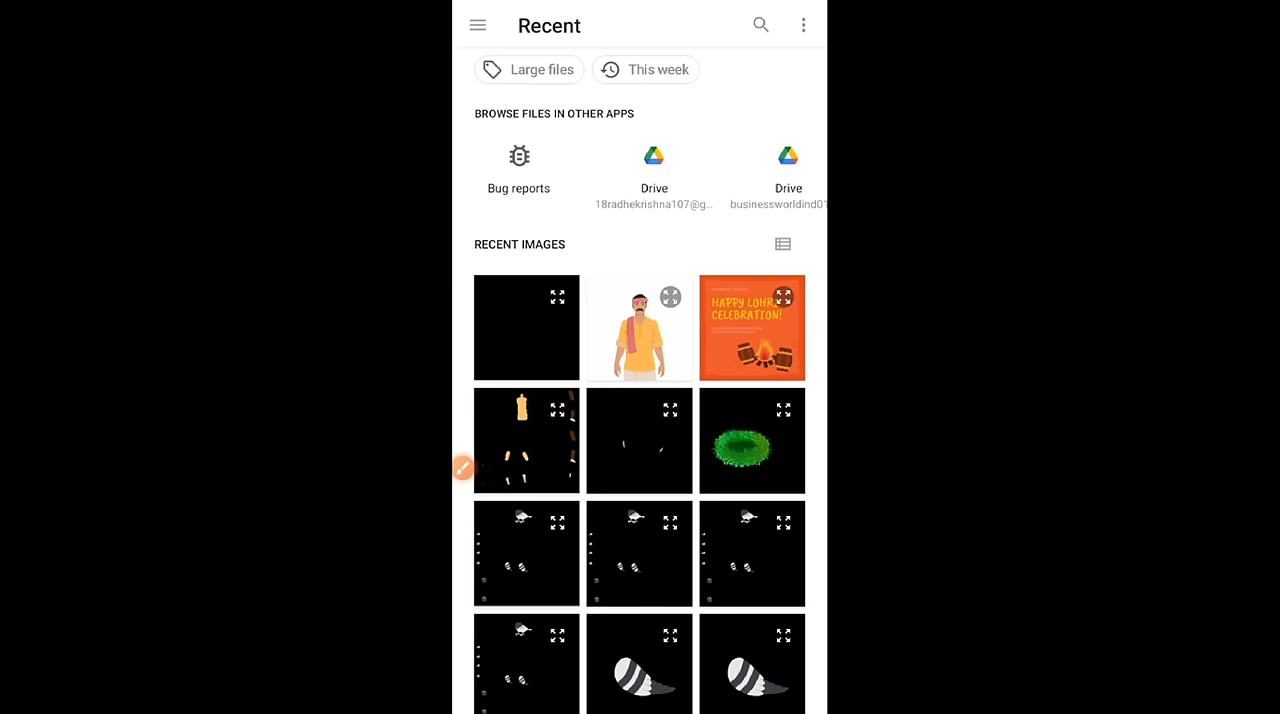 Recent
Large files
This week
BROWSE FILES IN OTHER APPS
Bug reports
Drive
18radhekrishna107@g...
Drive
businessworldind01
RECENT IMAGES
HAPPY LOHRI
CELEBRATION!